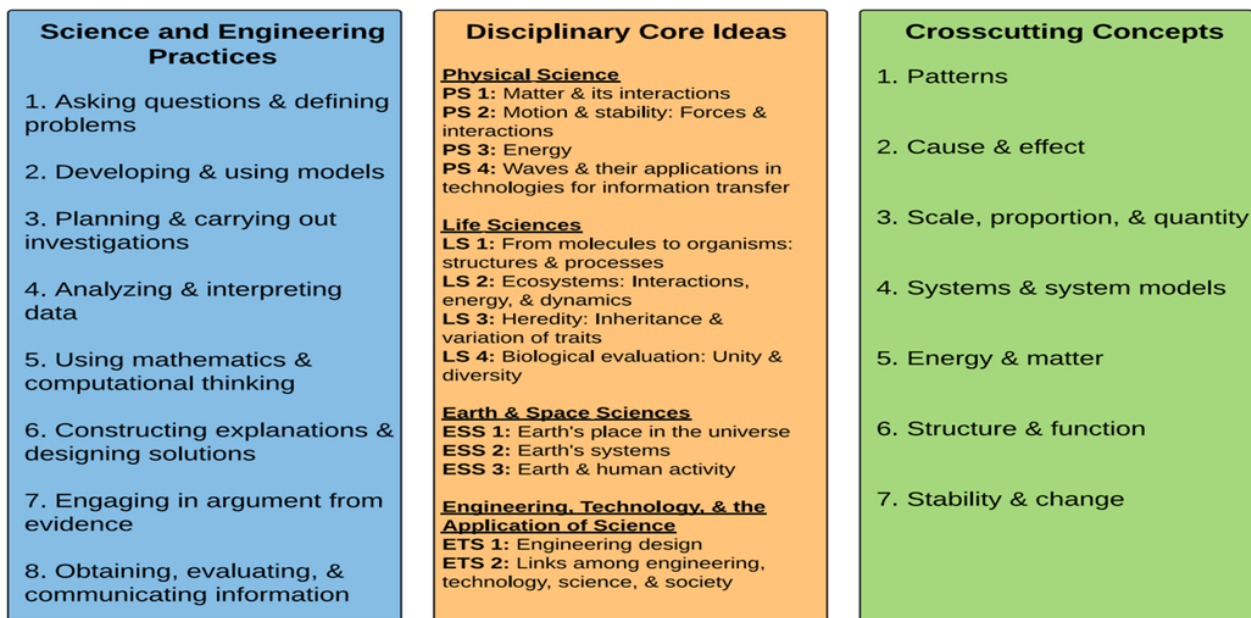 Science and Engineering
Practices
1. Asking questions & defining
problems
2. Developing & using models
3. Planning & carrying out
investigations
4. Analyzing & interpreting
data
5. Using mathematics &
computational thinking
6. Constructing explanations &
designing solutions
7. Engaging in argument from
evidence
8. Obtaining, evaluating, &
communicating information
Disciplinary Core Ideas
Physical Science
PS 1: Matter & its interactions
PS 2: Motion & stability: Forces &
interactions
PS 3: Energy
PS 4: Waves & their applications in
technologies for information transfer
Life Sciences
LS 1: From molecules to organisms:
structures & processes
LS 2: Ecosystems: Interactions,
energy, & dynamics
LS 3: Heredity: Inheritance &
variation of traits
LS 4: Biological evaluation: Unity &
diversity
Earth & Space Sciences
ESS 1: Earth's place in the universe
ESS 2: Earth's systems
ESS 3: Earth & human activity
Engineering, Technology, & the
Application of Science
ETS 1: Engineering design
ETS 2: Links among engineering,
technology, science, & society
Crosscutting Concepts
1. Patterns
2. Cause & effect
3. Scale, proportion, & quantity
4. Systems & system models
5. Energy & matter
6. Structure & function
7. Stability & change